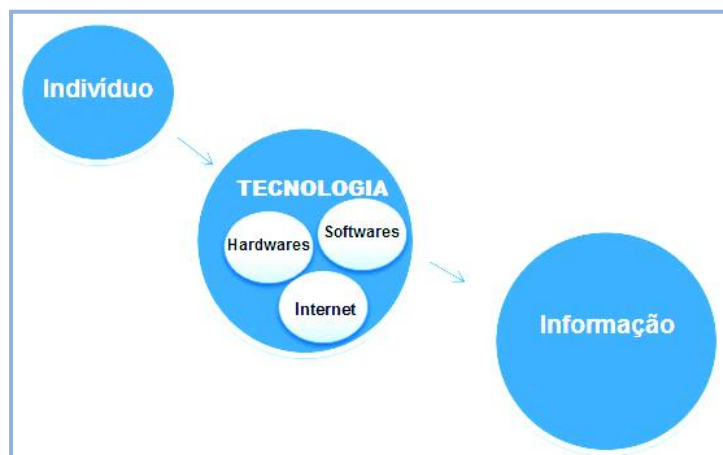 Indivíduo
TECNOLOGIA
Hardwares
Softwares
Internet
Informação